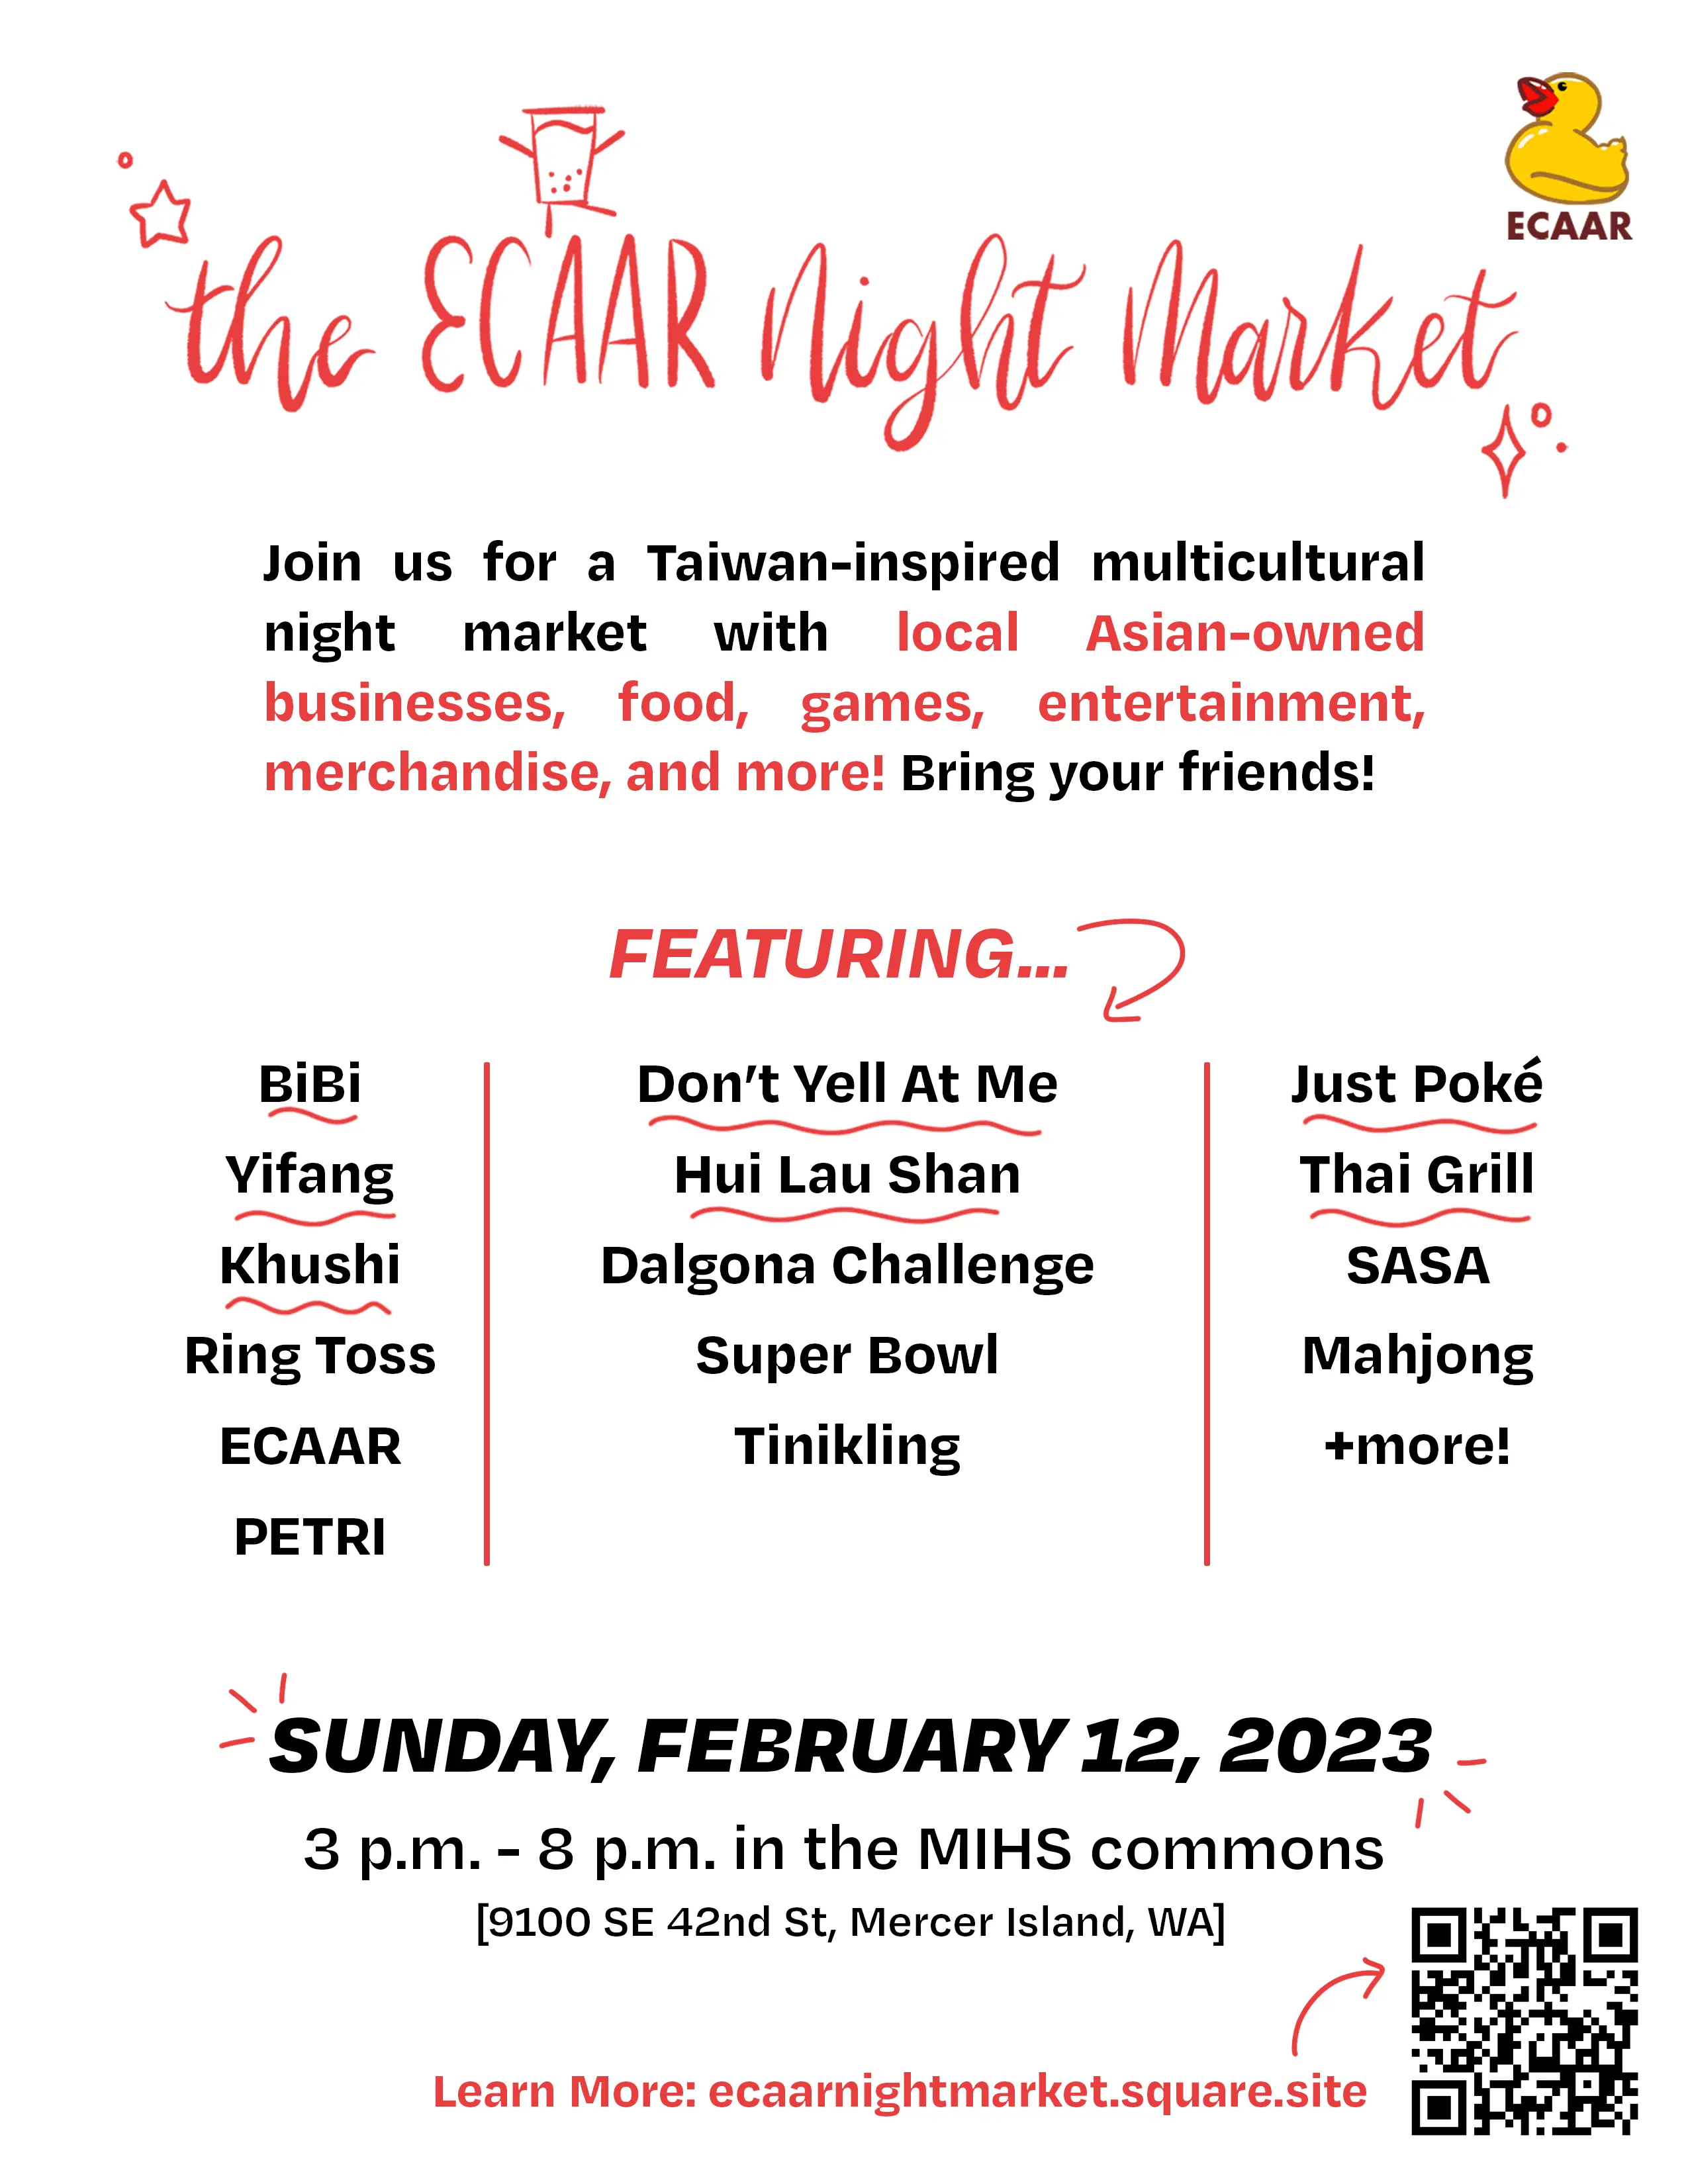 ECAAR
the ECAAR Night Market
Join us for a Taiwan-inspired multicultural
night market with local Asian-owned
businesses, food, games, entertainment,
merchandise, and more! Bring your friends!
FEATURING...
BiBi
Yifang
Khushi
Ring Toss
ECAAR
PETRI
Don't Yell At Me
Hui Lau Shan
Dalgona Challenge
Super Bowl
Tinikling
Just Poké
Thai Grill
SASA
Mahjong
+more!
SUNDAY, FEBRUARY 12, 2023
3 p.m. - 8 p.m. in the MIHS commons
[9100 SE 42nd St, Mercer Island, WA]
Learn More: ecaarnightmarket.square.site